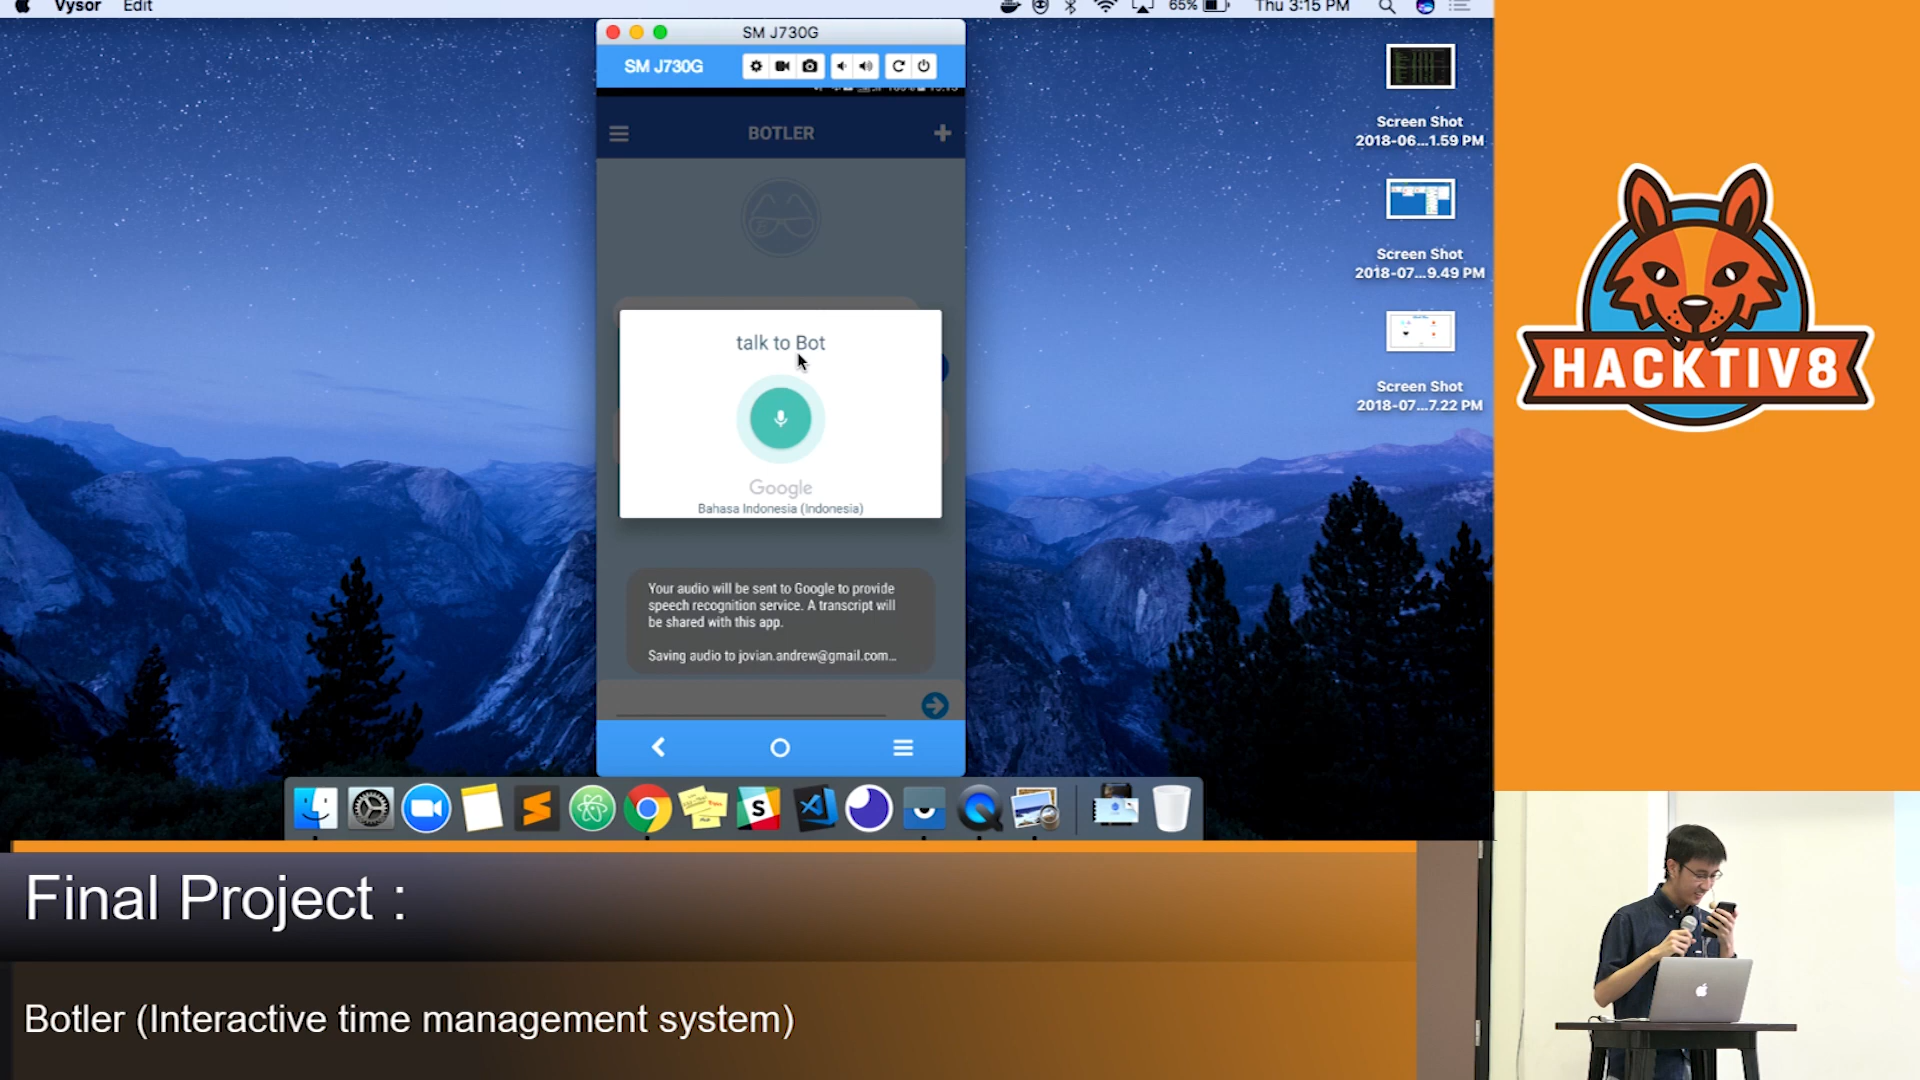 Vysor Edit
65% Thu 3:15 PM
SM J730G
SM J730G
BOTLER
talk to Bot
Google
Bahasa Indonesia (Indonesia)
Your audio will be sent to Google to provide
speech recognition service. A transcript will
be shared with this app.
Saving audio to jovian.andrew@gmail.com...
Screen Shot
2018-06...1.59 PM
Screen Shot
2018-07...9.49 PM
Screen Shot
2018-07...7.22 PM
HACKTIV8
Final Project :
Botler (Interactive time management system)